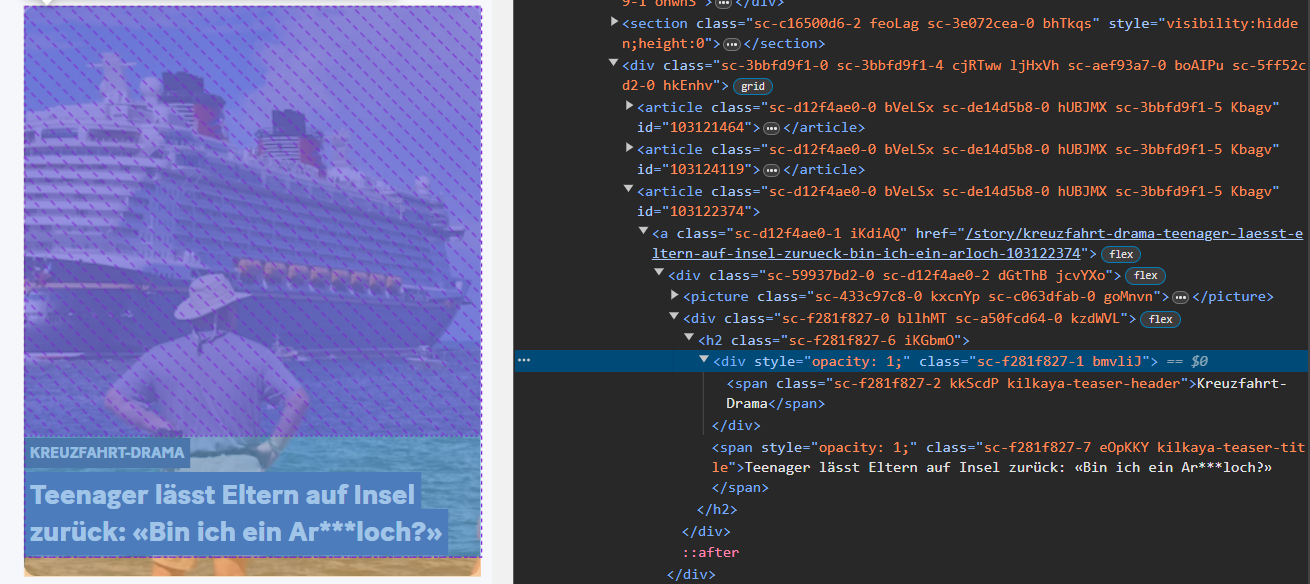 KREUZFAHRT-DRAMA
Teenager lässt Eltern auf Insel
zurück: «Bin ich ein Ar***loch?»
9-1 ohwnS">⋯</div>
▶<section class="sc-c16500d6-2 feoLag sc-3e072cea-0 bhTkqs" style="visibility:hidde
n;height:0">⋯</section>
▼<div class="sc-3bbfd9f1-0 sc-3bbfd9f1-4 cjRTww ljHxVh sc-aef93a7-0 boAIPu sc-5ff52c
d2-0 hkEnhv"> grid
▶<article class="sc-d12f4ae0-0 bVeLSx sc-de14d5b8-0 hUBJMX sc-3bbfd9f1-5 Kbagv"
id="103121464">⋯</article>
▶<article class="sc-d12f4ae0-0 bVeLSx sc-de14d5b8-0 hUBJMX sc-3bbfd9f1-5 Kbagv"
id="103124119">⋯</article>
▼<article class="sc-d12f4ae0-0 bVeLSx sc-de14d5b8-0 hUBJMX sc-3bbfd9f1-5 Kbagv"
id="103122374">
▼<a class="sc-d12f4ae0-1 iKdiAQ" href="/story/kreuzfahrt-drama-teenager-laesst-e
ltern-auf-insel-zurueck-bin-ich-ein-arloch-103122374"> flex
▼<div class="sc-59937bd2-0 sc-d12f4ae0-2 dGtThB jcvYXo"> flex
▶<picture class="sc-433c97c8-0 kxcnYp sc-c063dfab-0 goMnvn">⋯</picture>
▼<div class="sc-f281f827-0 bllhMT sc-a50fcd64-0 kzdWVL"> flex
▼<h2 class="sc-f281f827-6 iKGbmO">
⋯ ▼<div style="opacity: 1;" class="sc-f281f827-1 bmvliJ"> == $0
<span class="sc-f281f827-2 kkScdP kilkaya-teaser-header">Kreuzfahrt-
Drama</span>
</div>
<span style="opacity: 1;" class="sc-f281f827-7 eOpKKY kilkaya-teaser-tit
le">Teenager lässt Eltern auf Insel zurück: «Bin ich ein Ar***loch?»
</span>
</h2>
</div>
::after
</div>